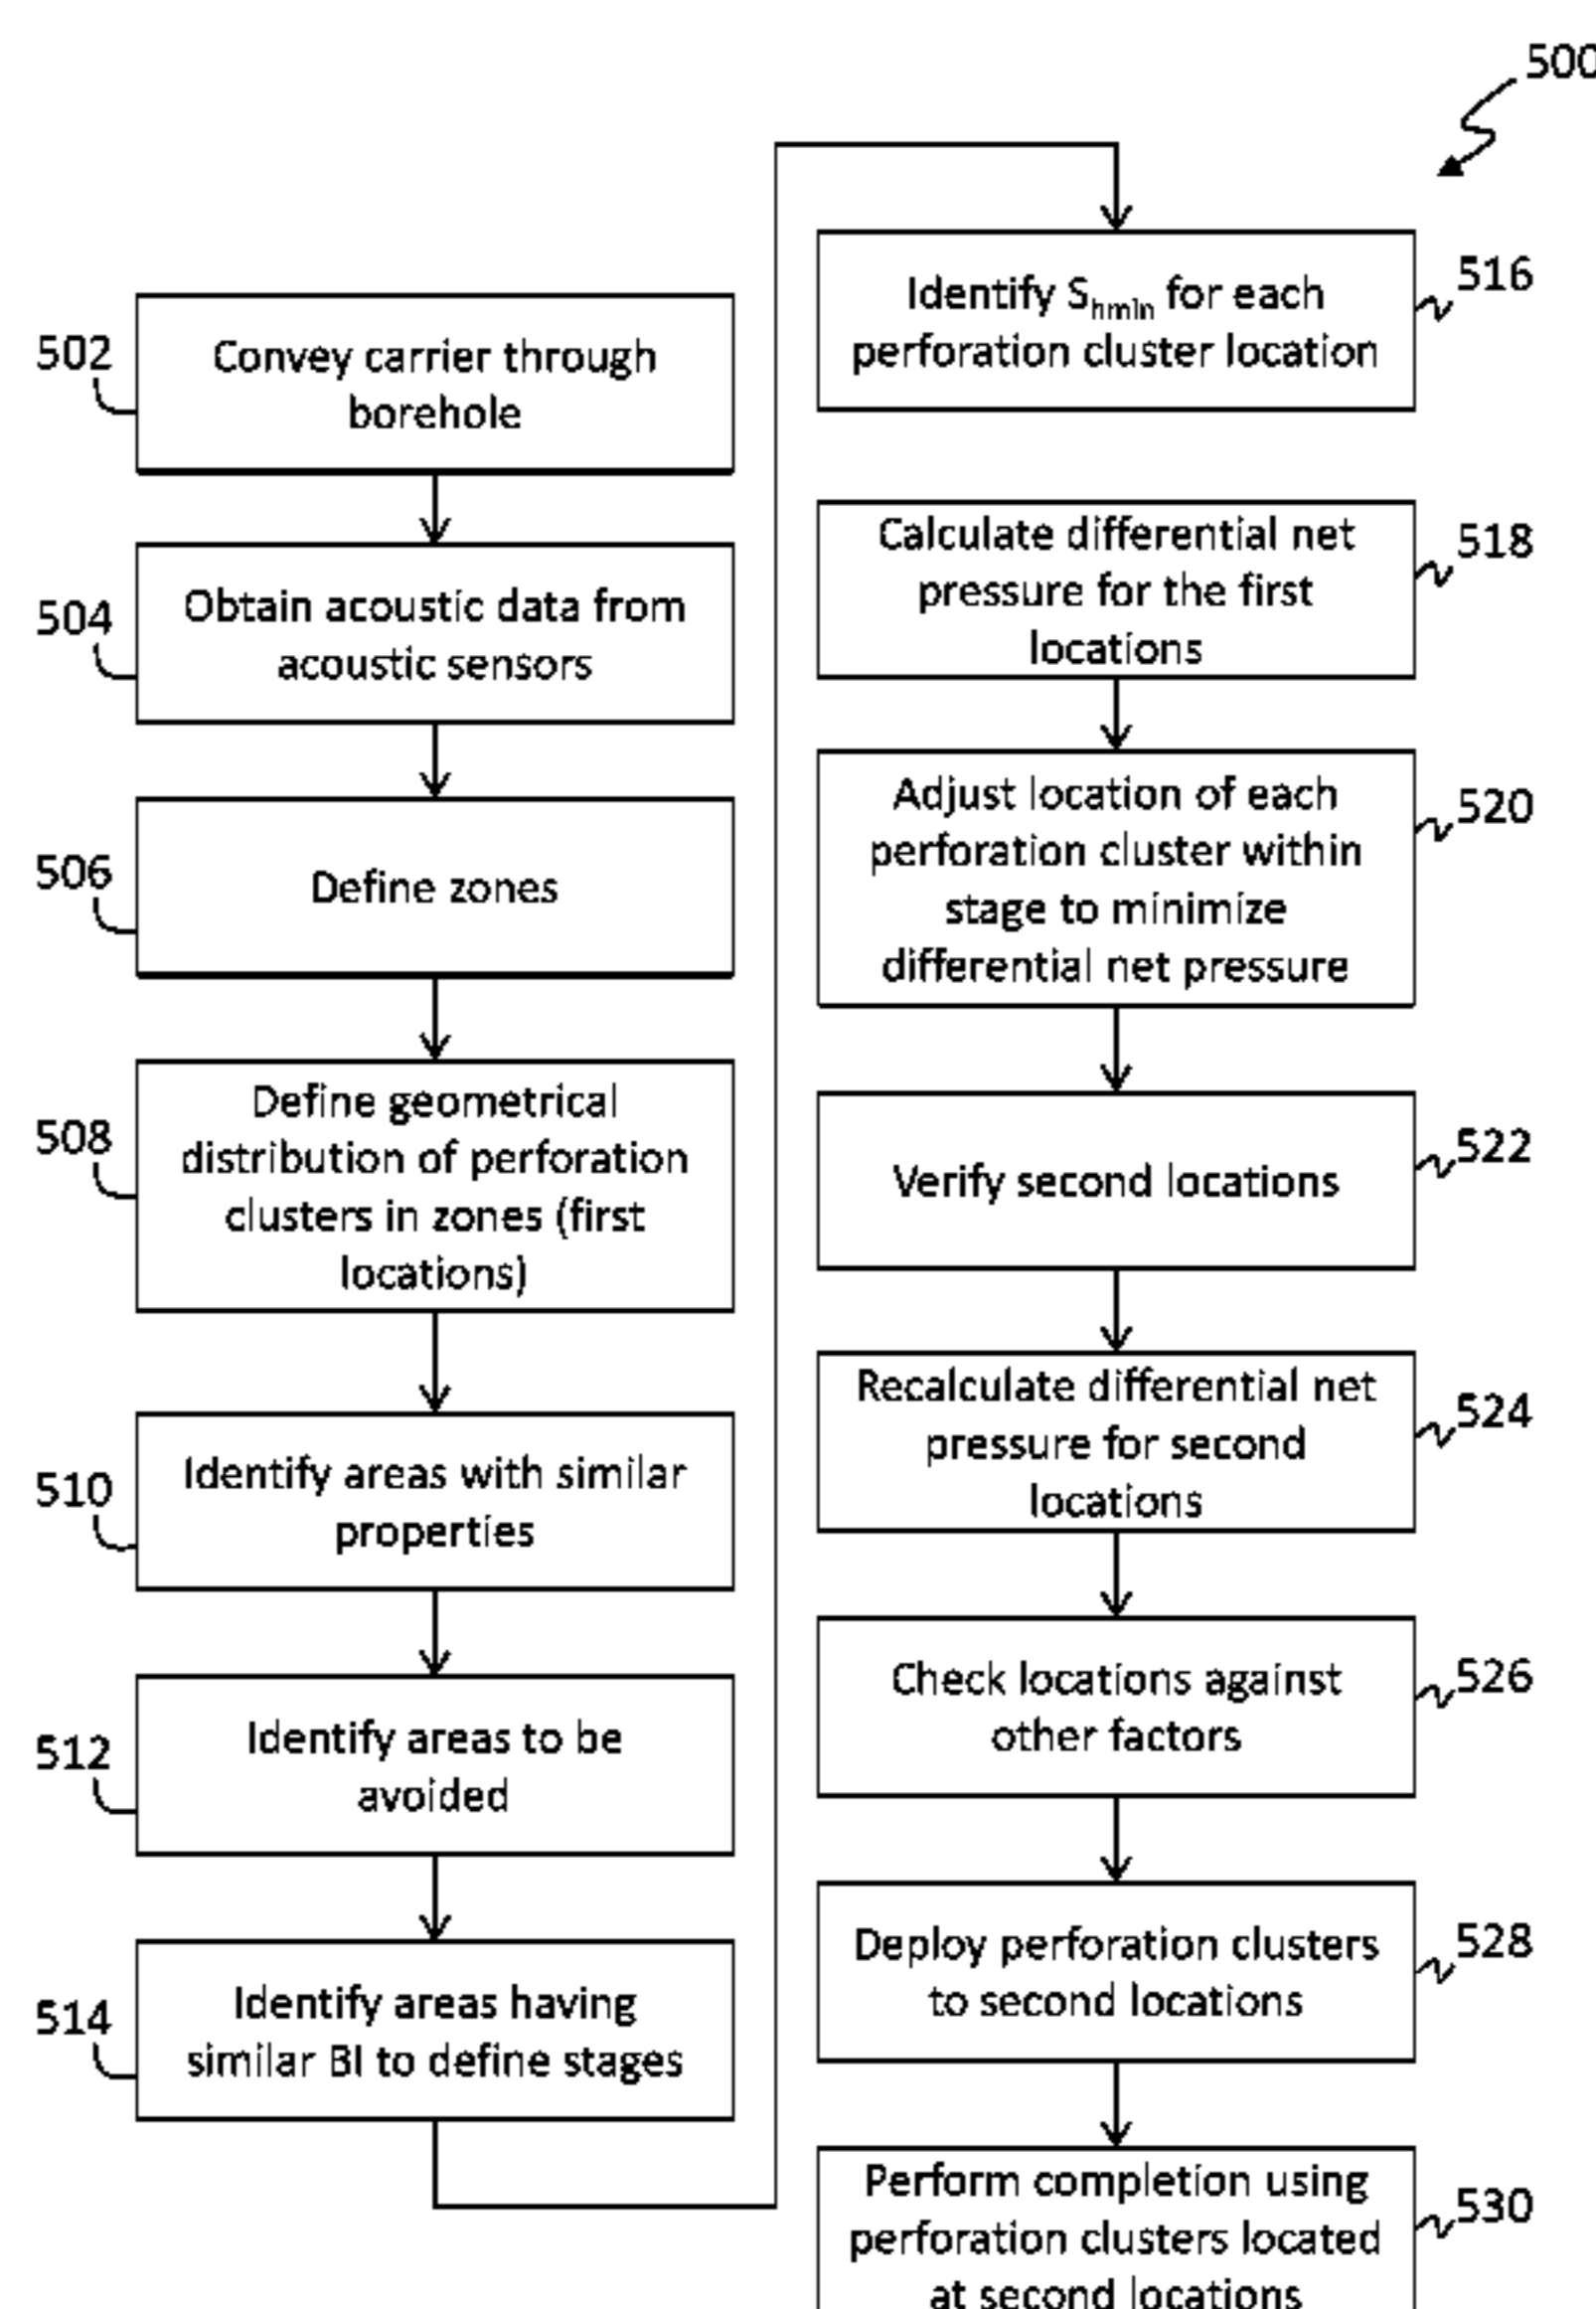 500
502
Convey carrier through
borehole
504
Obtain acoustic data from
acoustic sensors
506
Define zones
508
Define geometrical
distribution of perforation
clusters in zones (first
locations)
510
Identify areas with similar
properties
512
Identify areas to be
avoided
514
Identify areas having
similar BI to define stages
516
Identify Shmin for each
perforation cluster location
518
Calculate differential net
pressure for the first
locations
520
Adjust location of each
perforation cluster within
stage to minimize
differential net pressure
522
Verify second locations
524
Recalculate differential net
pressure for second
locations
526
Check locations against
other factors
528
Deploy perforation clusters
to second locations
530
Perform completion using
perforation clusters located
at second locations